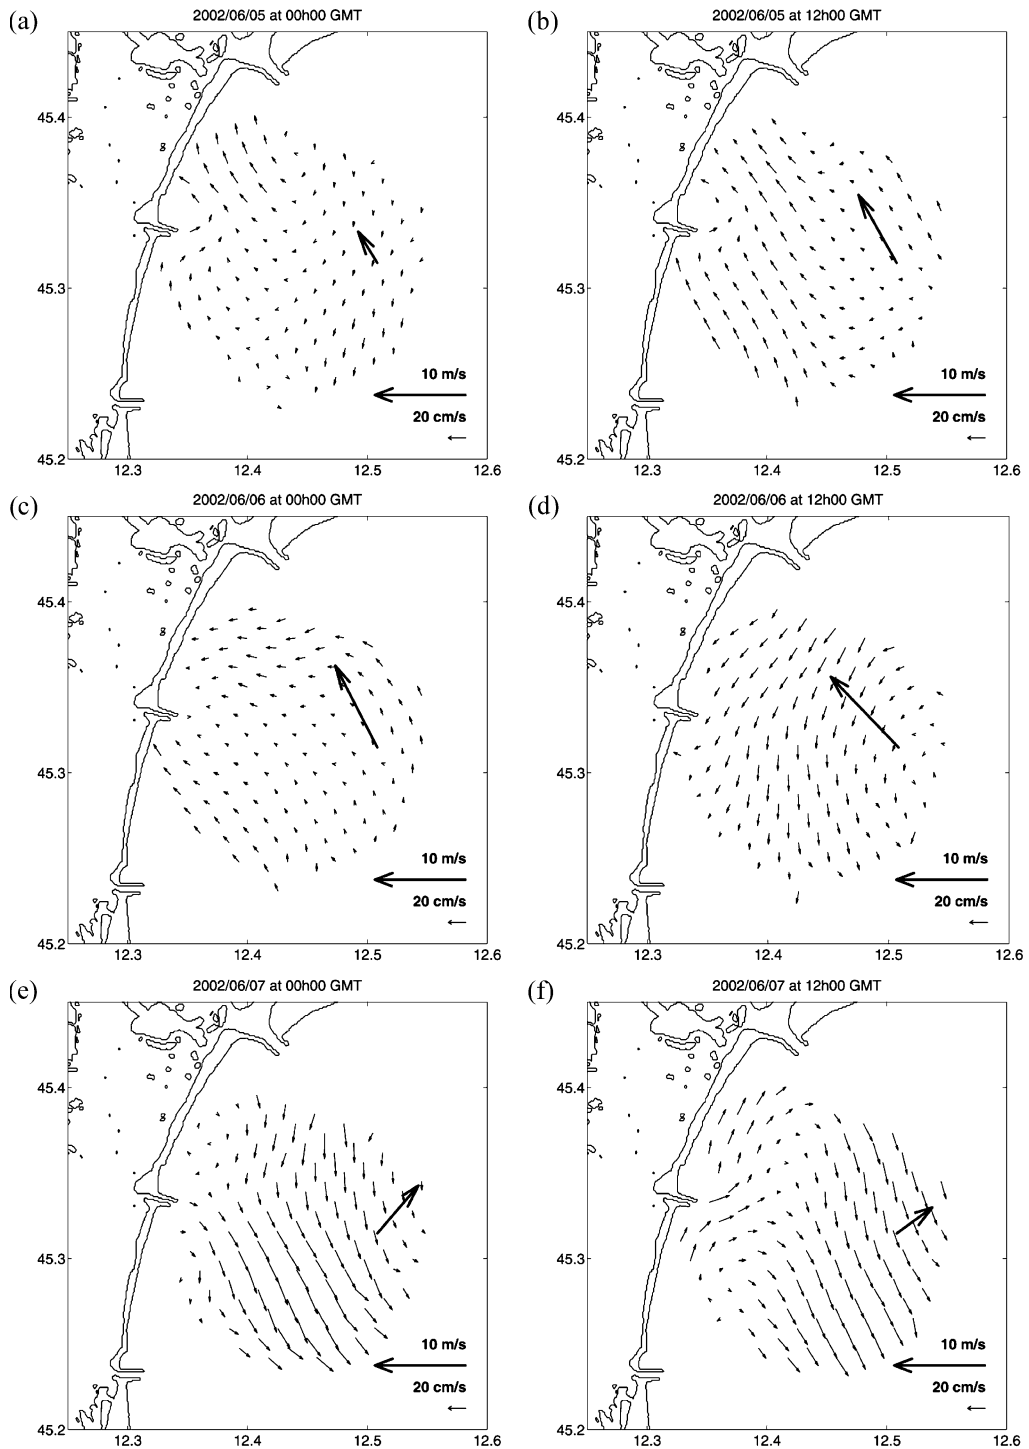 (a)
2002/06/05 at 00h00 GMT
45.4
45.3
45.2
10 m/s
20 cm/s
12.3 12.4 12.5 12.6
(b)
2002/06/05 at 12h00 GMT
45.4
45.3
45.2
10 m/s
20 cm/s
12.3 12.4 12.5 12.6
(c)
2002/06/06 at 00h00 GMT
45.4
45.3
45.2
10 m/s
20 cm/s
12.3 12.4 12.5 12.6
(d)
2002/06/06 at 12h00 GMT
45.4
45.3
45.2
10 m/s
20 cm/s
12.3 12.4 12.5 12.6
(e)
2002/06/07 at 00h00 GMT
45.4
45.3
45.2
10 m/s
20 cm/s
12.3 12.4 12.5 12.6
(f)
2002/06/07 at 12h00 GMT
45.4
45.3
45.2
10 m/s
20 cm/s
12.3 12.4 12.5 12.6